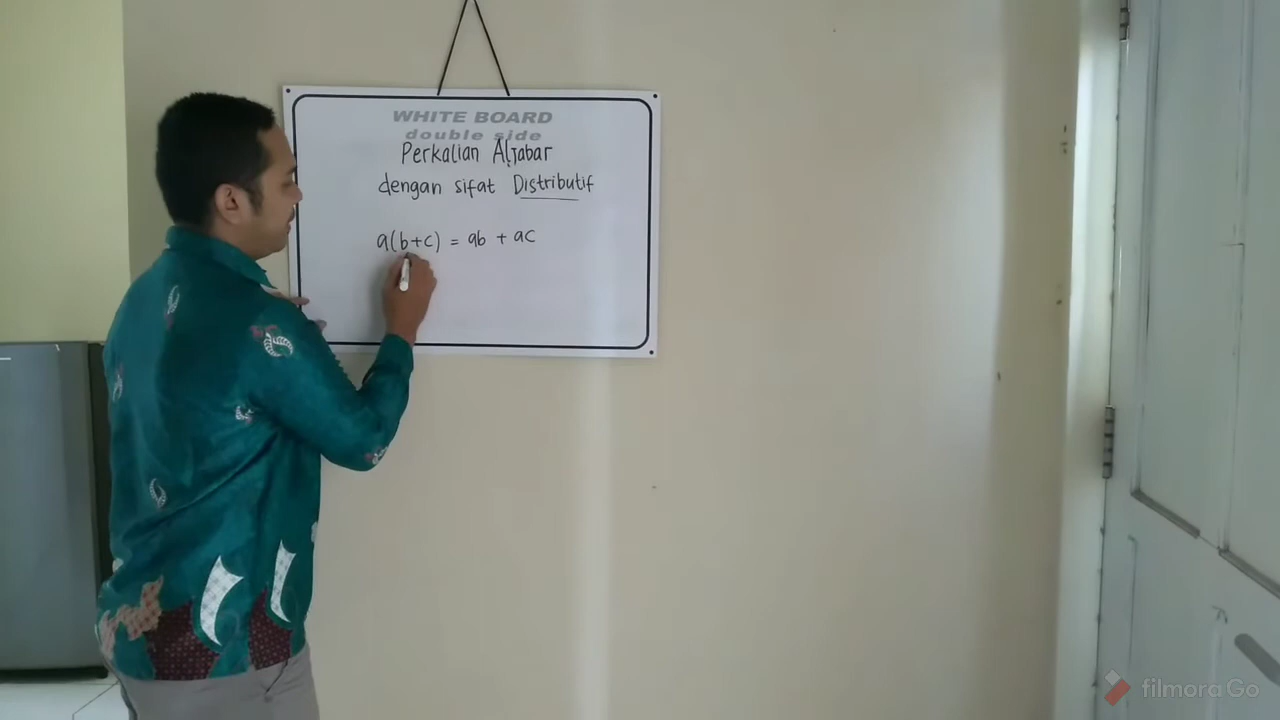 WHITE BOARD
double side
Perkalian Aljabar
dengan sifat Distributif
a(b+c) = ab + ac
filmoraGo